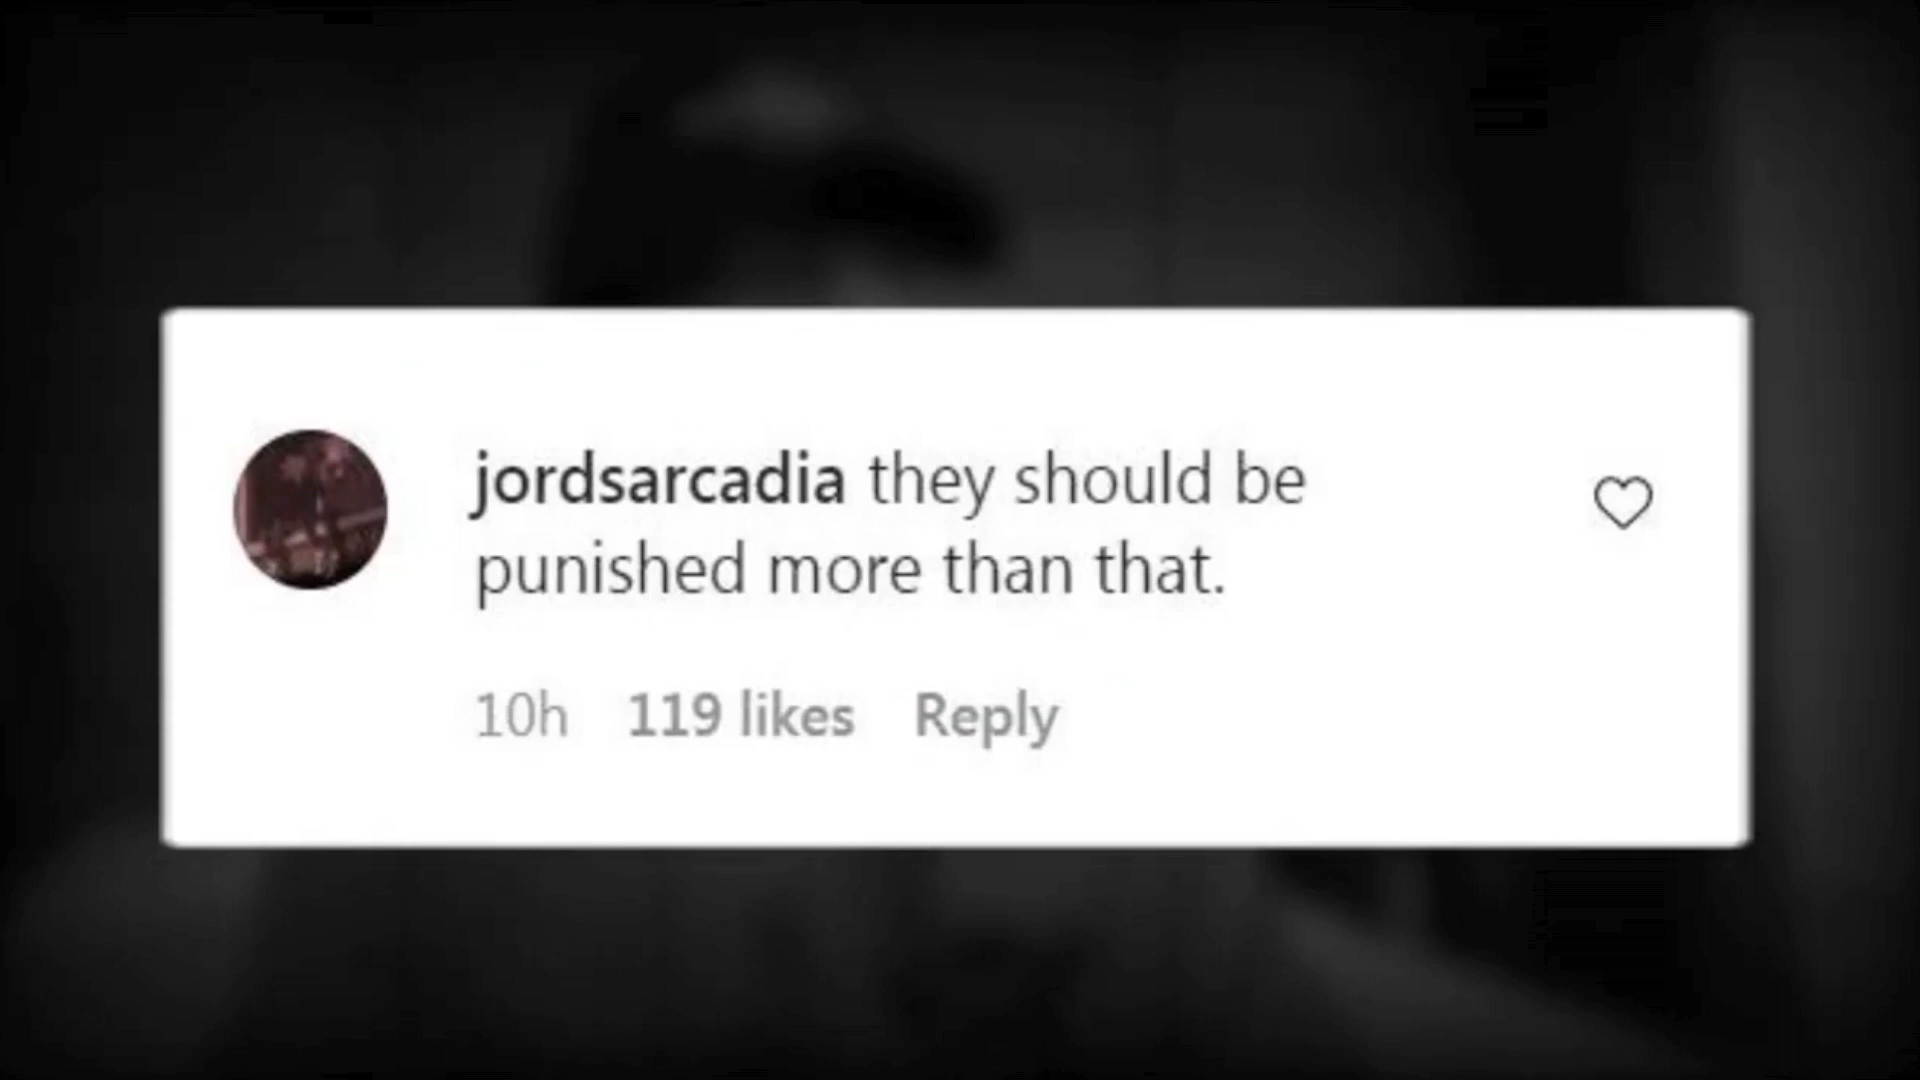 jordsarcadia they should be
punished more than that.
10h 119 likes Reply